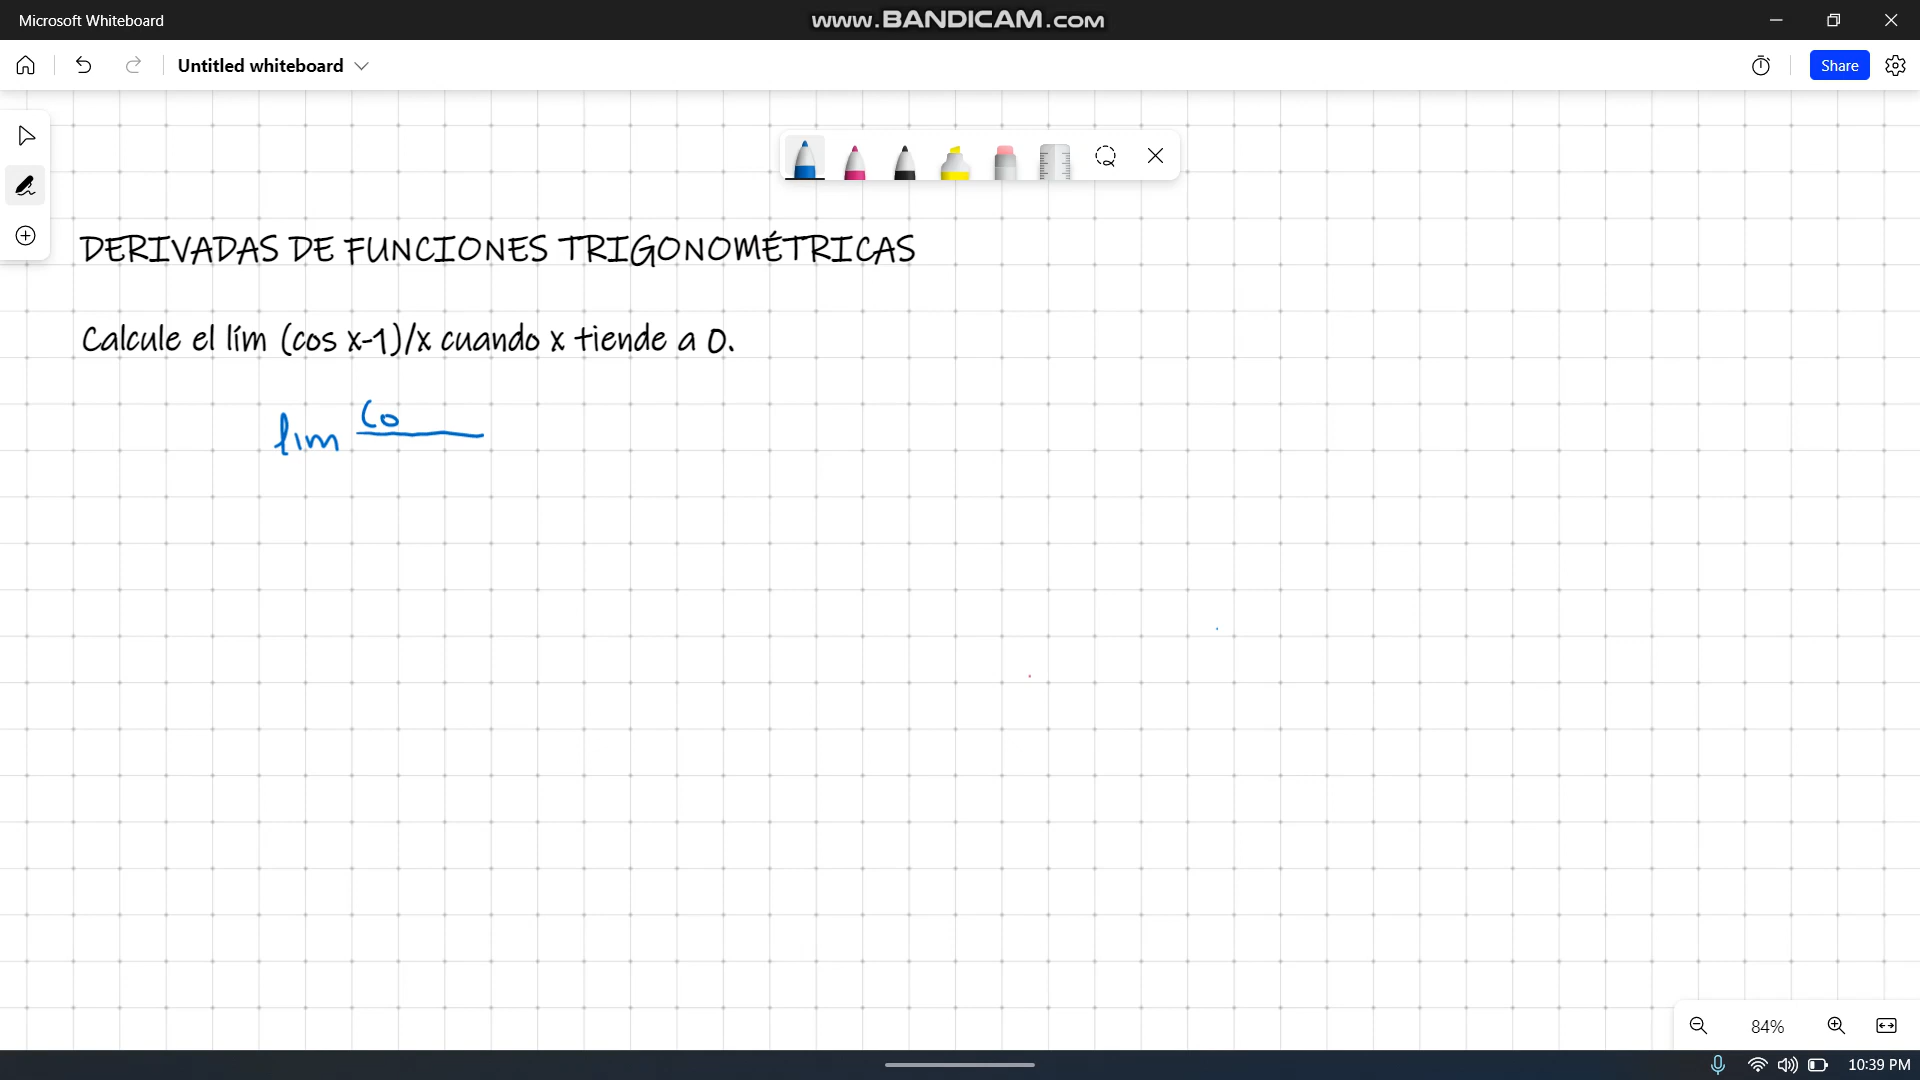 Microsoft Whiteboard
www.BANDICAM.com
Untitled whiteboard
Share
DERIVADAS DE FUNCIONES TRIGONOMÉTRICAS
Calcule el lím (cos x-1)/x cuando x tiende a 0.
lim Co
84%
10:39 PM